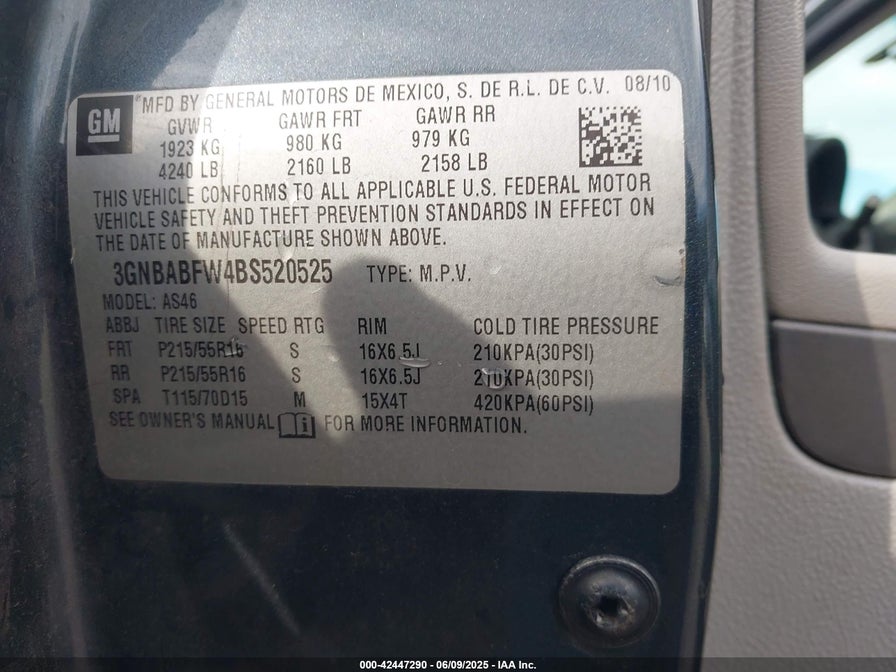 GM
MFD BY GENERAL MOTORS DE MEXICO, S. DE R.L. DE C.V. 08/10
GVWR GAWR FRT GAWR RR
1923 KG 980 KG 979 KG
4240 LB 2160 LB 2158 LB
THIS VEHICLE CONFORMS TO ALL APPLICABLE U.S. FEDERAL MOTOR
VEHICLE SAFETY AND THEFT PREVENTION STANDARDS IN EFFECT ON
THE DATE OF MANUFACTURE SHOWN ABOVE.
3GNBABFW4BS520525 TYPE: M.P.V.
MODEL: AS46
ABBJ TIRE SIZE SPEED RTG RIM COLD TIRE PRESSURE
FRT P215/55R16 S 16X6.5J 210KPA(30PSI)
RR P215/55R16 S 16X6.5J 210KPA(30PSI)
SPA T115/70D15 M 15X4T 420KPA(60PSI)
SEE OWNER'S MANUAL FOR MORE INFORMATION.
000-42447290 - 06/09/2025 - IAA Inc.